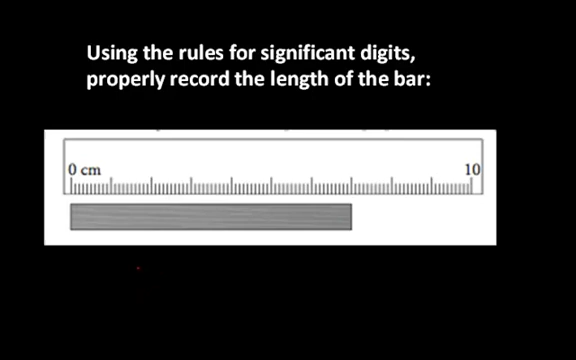 Using the rules for significant digits,
properly record the length of the bar:
0 cm 10